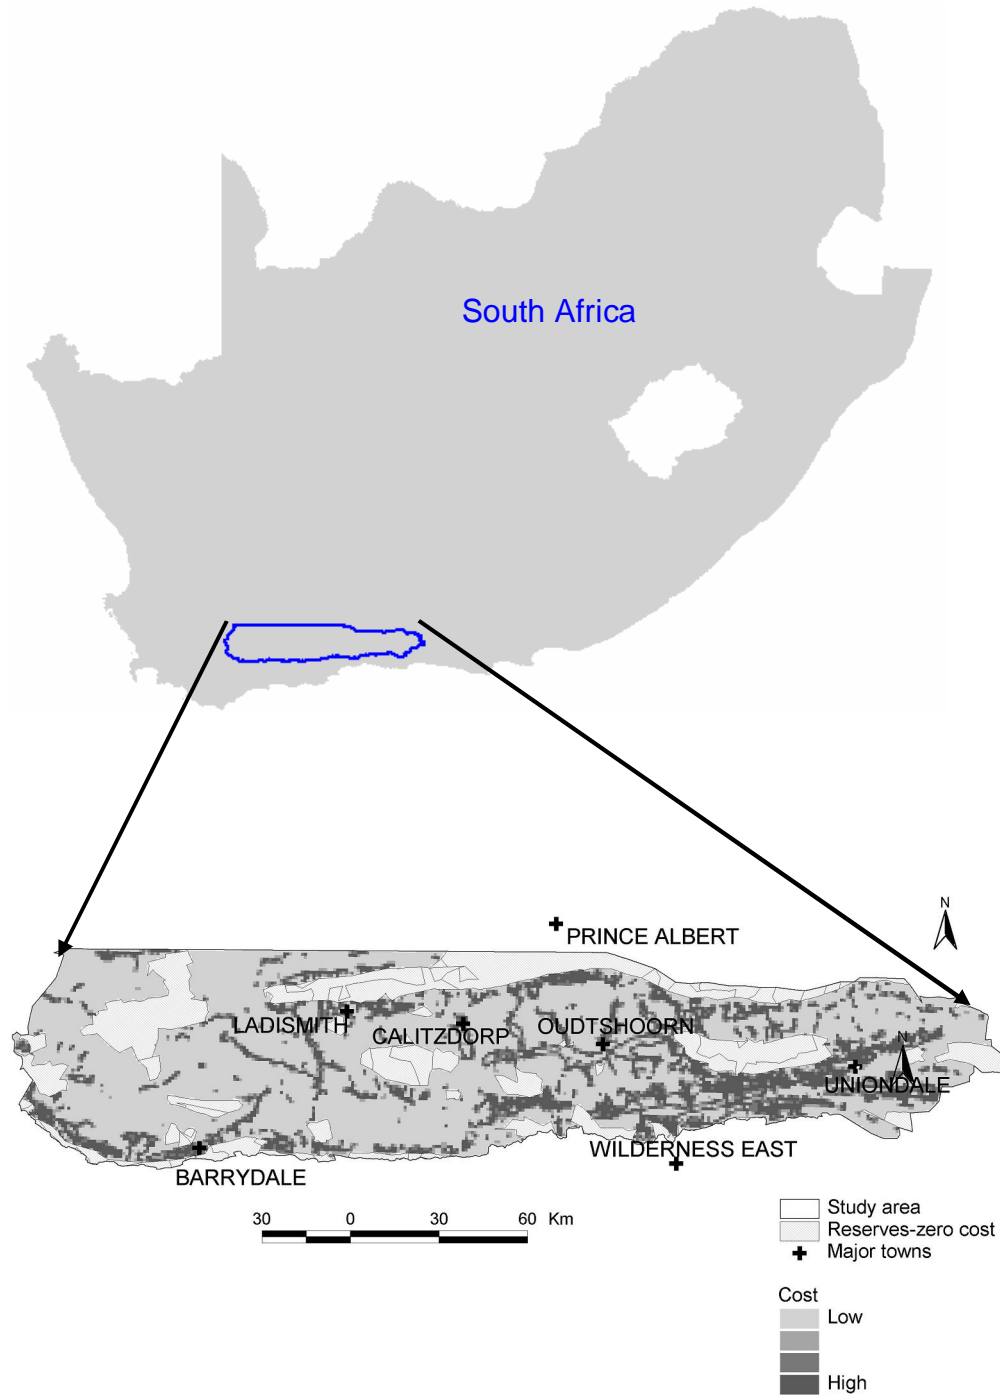 South Africa
N
PRINCE ALBERT
LADISMITH
CALITZDORP
OUDTSHOORN
N
UNIONDALE
WILDERNESS EAST
BARRYDALE
30 0 30 60 Km
Study area
Reserves-zero cost
Major towns
Cost
Low
High